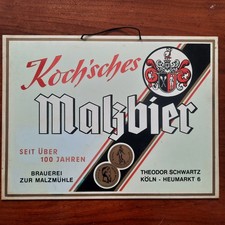 Koch'sches
Malzbier
SEIT ÜBER
100 JAHREN
BRAUEREI
ZUR MALZMÜHLE
THEODOR SCHWARTZ
KÖLN - HEUMARKT 6